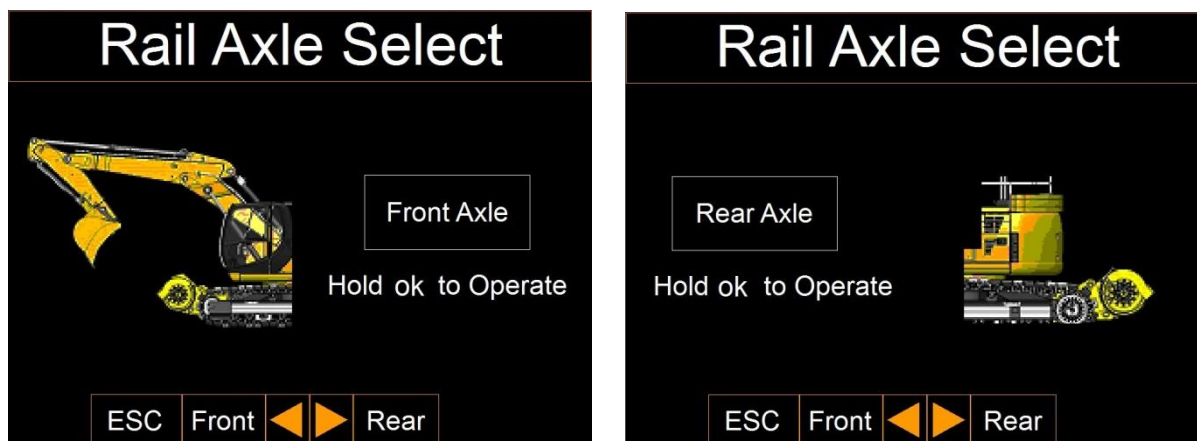 Rail Axle Select
Front Axle
Hold ok to Operate
ESC Front Rear
Rail Axle Select
Rear Axle
Hold ok to Operate
ESC Front Rear